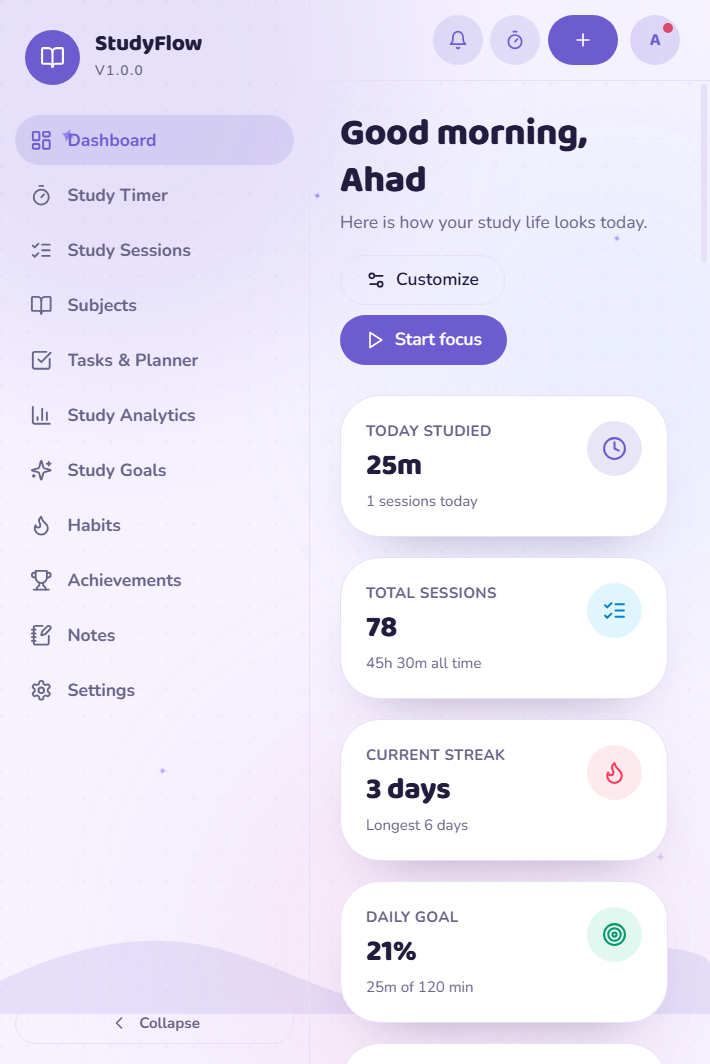 StudyFlow
V1.0.0
A
Dashboard
Study Timer
Study Sessions
Subjects
Tasks & Planner
Study Analytics
Study Goals
Habits
Achievements
Notes
Settings
Collapse
Good morning,
Ahad
Here is how your study life looks today.
Customize
Start focus
TODAY STUDIED
25m
1 sessions today
TOTAL SESSIONS
78
45h 30m all time
CURRENT STREAK
3 days
Longest 6 days
DAILY GOAL
21%
25m of 120 min